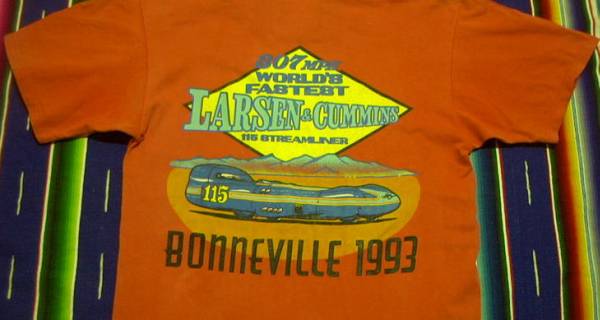 307 MPH
WORLD'S
FASTEST
LARSEN & CUMMINS
115 STREAMLINER
115
BONNEVILLE 1993